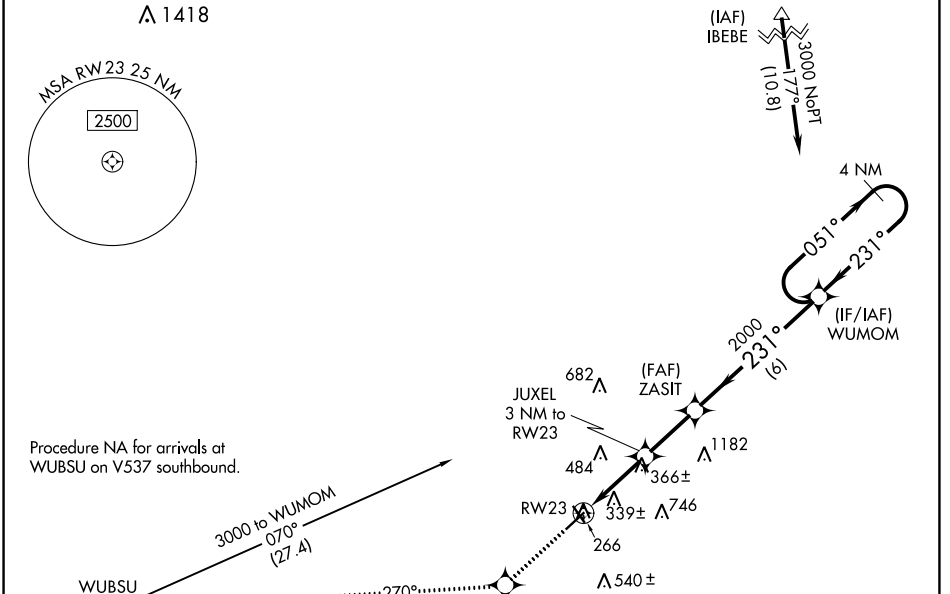 1418
MSA RW 23 25 NM
2500
(IAF)
IBEBE
3000 NoPT
177°
(10.8)
4 NM
051°
231°
(IF/IAF)
WUMOM
2000
231°
(6)
(FAF)
ZASIT
682
JUXEL
3 NM to
RW23
1182
484
366±
RW23
339±
746
266
540 ±
Procedure NA for arrivals at
WUBSU on V537 southbound.
3000 to WUMOM
070°
(27.4)
WUBSU
270°